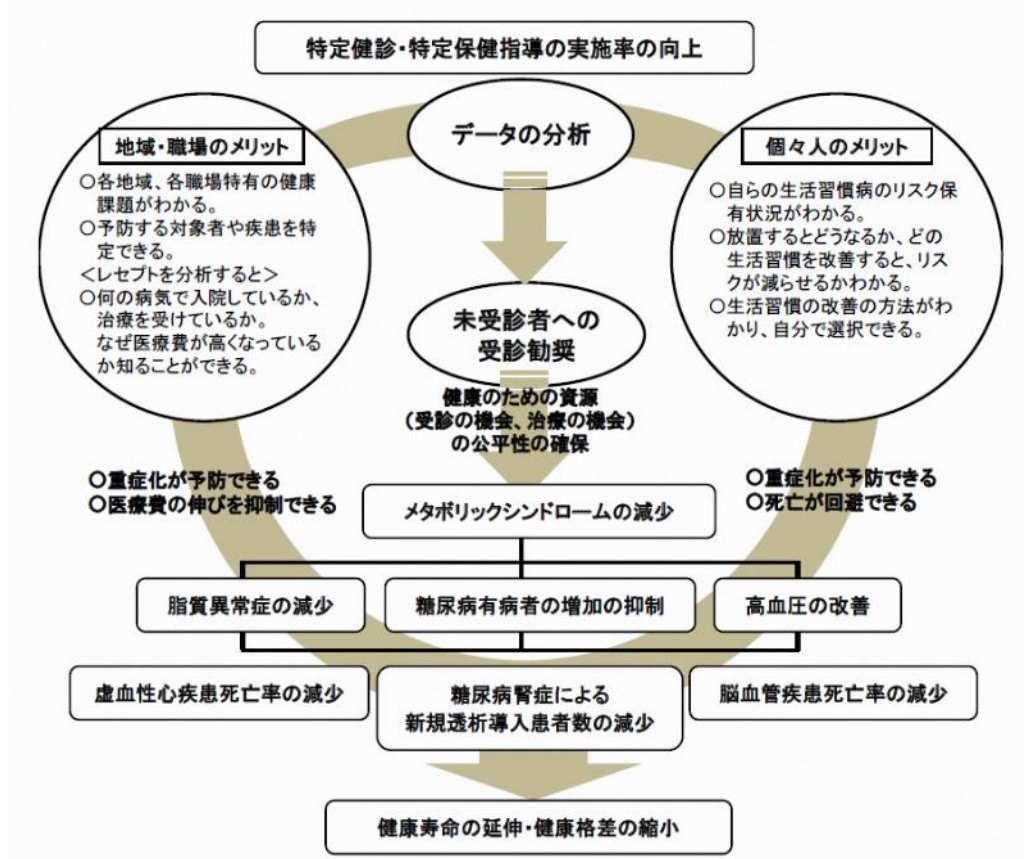 特定健診・特定保健指導の実施率の向上
データの分析
地域・職場のメリット
○各地域、各職場特有の健康
課題がわかる。
○予防する対象者や疾患を特
定できる。
<レセプトを分析すると>
○何の病気で入院しているか、
治療を受けているか。
なぜ医療費が高くなっている
か知ることができる。
個々人のメリット
○自らの生活習慣病のリスク保
有状況がわかる。
○放置するとどうなるか、どの
生活習慣を改善すると、リス
クが減らせるかわかる。
○生活習慣の改善の方法がわ
かり、自分で選択できる。
未受診者への
受診勧奨
健康のための資源
(受診の機会、治療の機会)
の公平性の確保
○重症化が予防できる
○医療費の伸びを抑制できる
○重症化が予防できる
○死亡が回避できる
メタボリックシンドロームの減少
脂質異常症の減少
糖尿病有病者の増加の抑制
高血圧の改善
虚血性心疾患死亡率の減少
糖尿病腎症による
新規透析導入患者数の減少
脳血管疾患死亡率の減少
健康寿命の延伸・健康格差の縮小